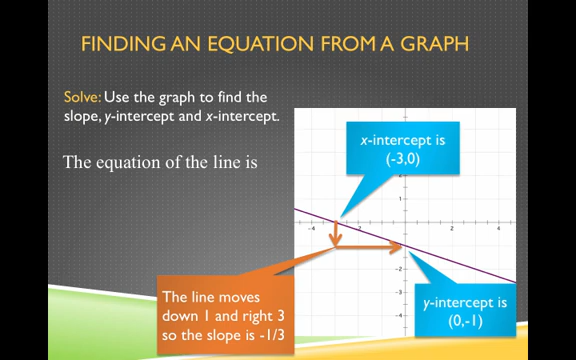 FINDING AN EQUATION FROM A GRAPH
Solve: Use the graph to find the
slope, y-intercept and x-intercept.
The equation of the line is
x-intercept is
(-3,0)
1
-4
-2
4
-2
-3
-4
The line moves
down 1 and right 3
so the slope is -1/3
y-intercept is
(0,-1)